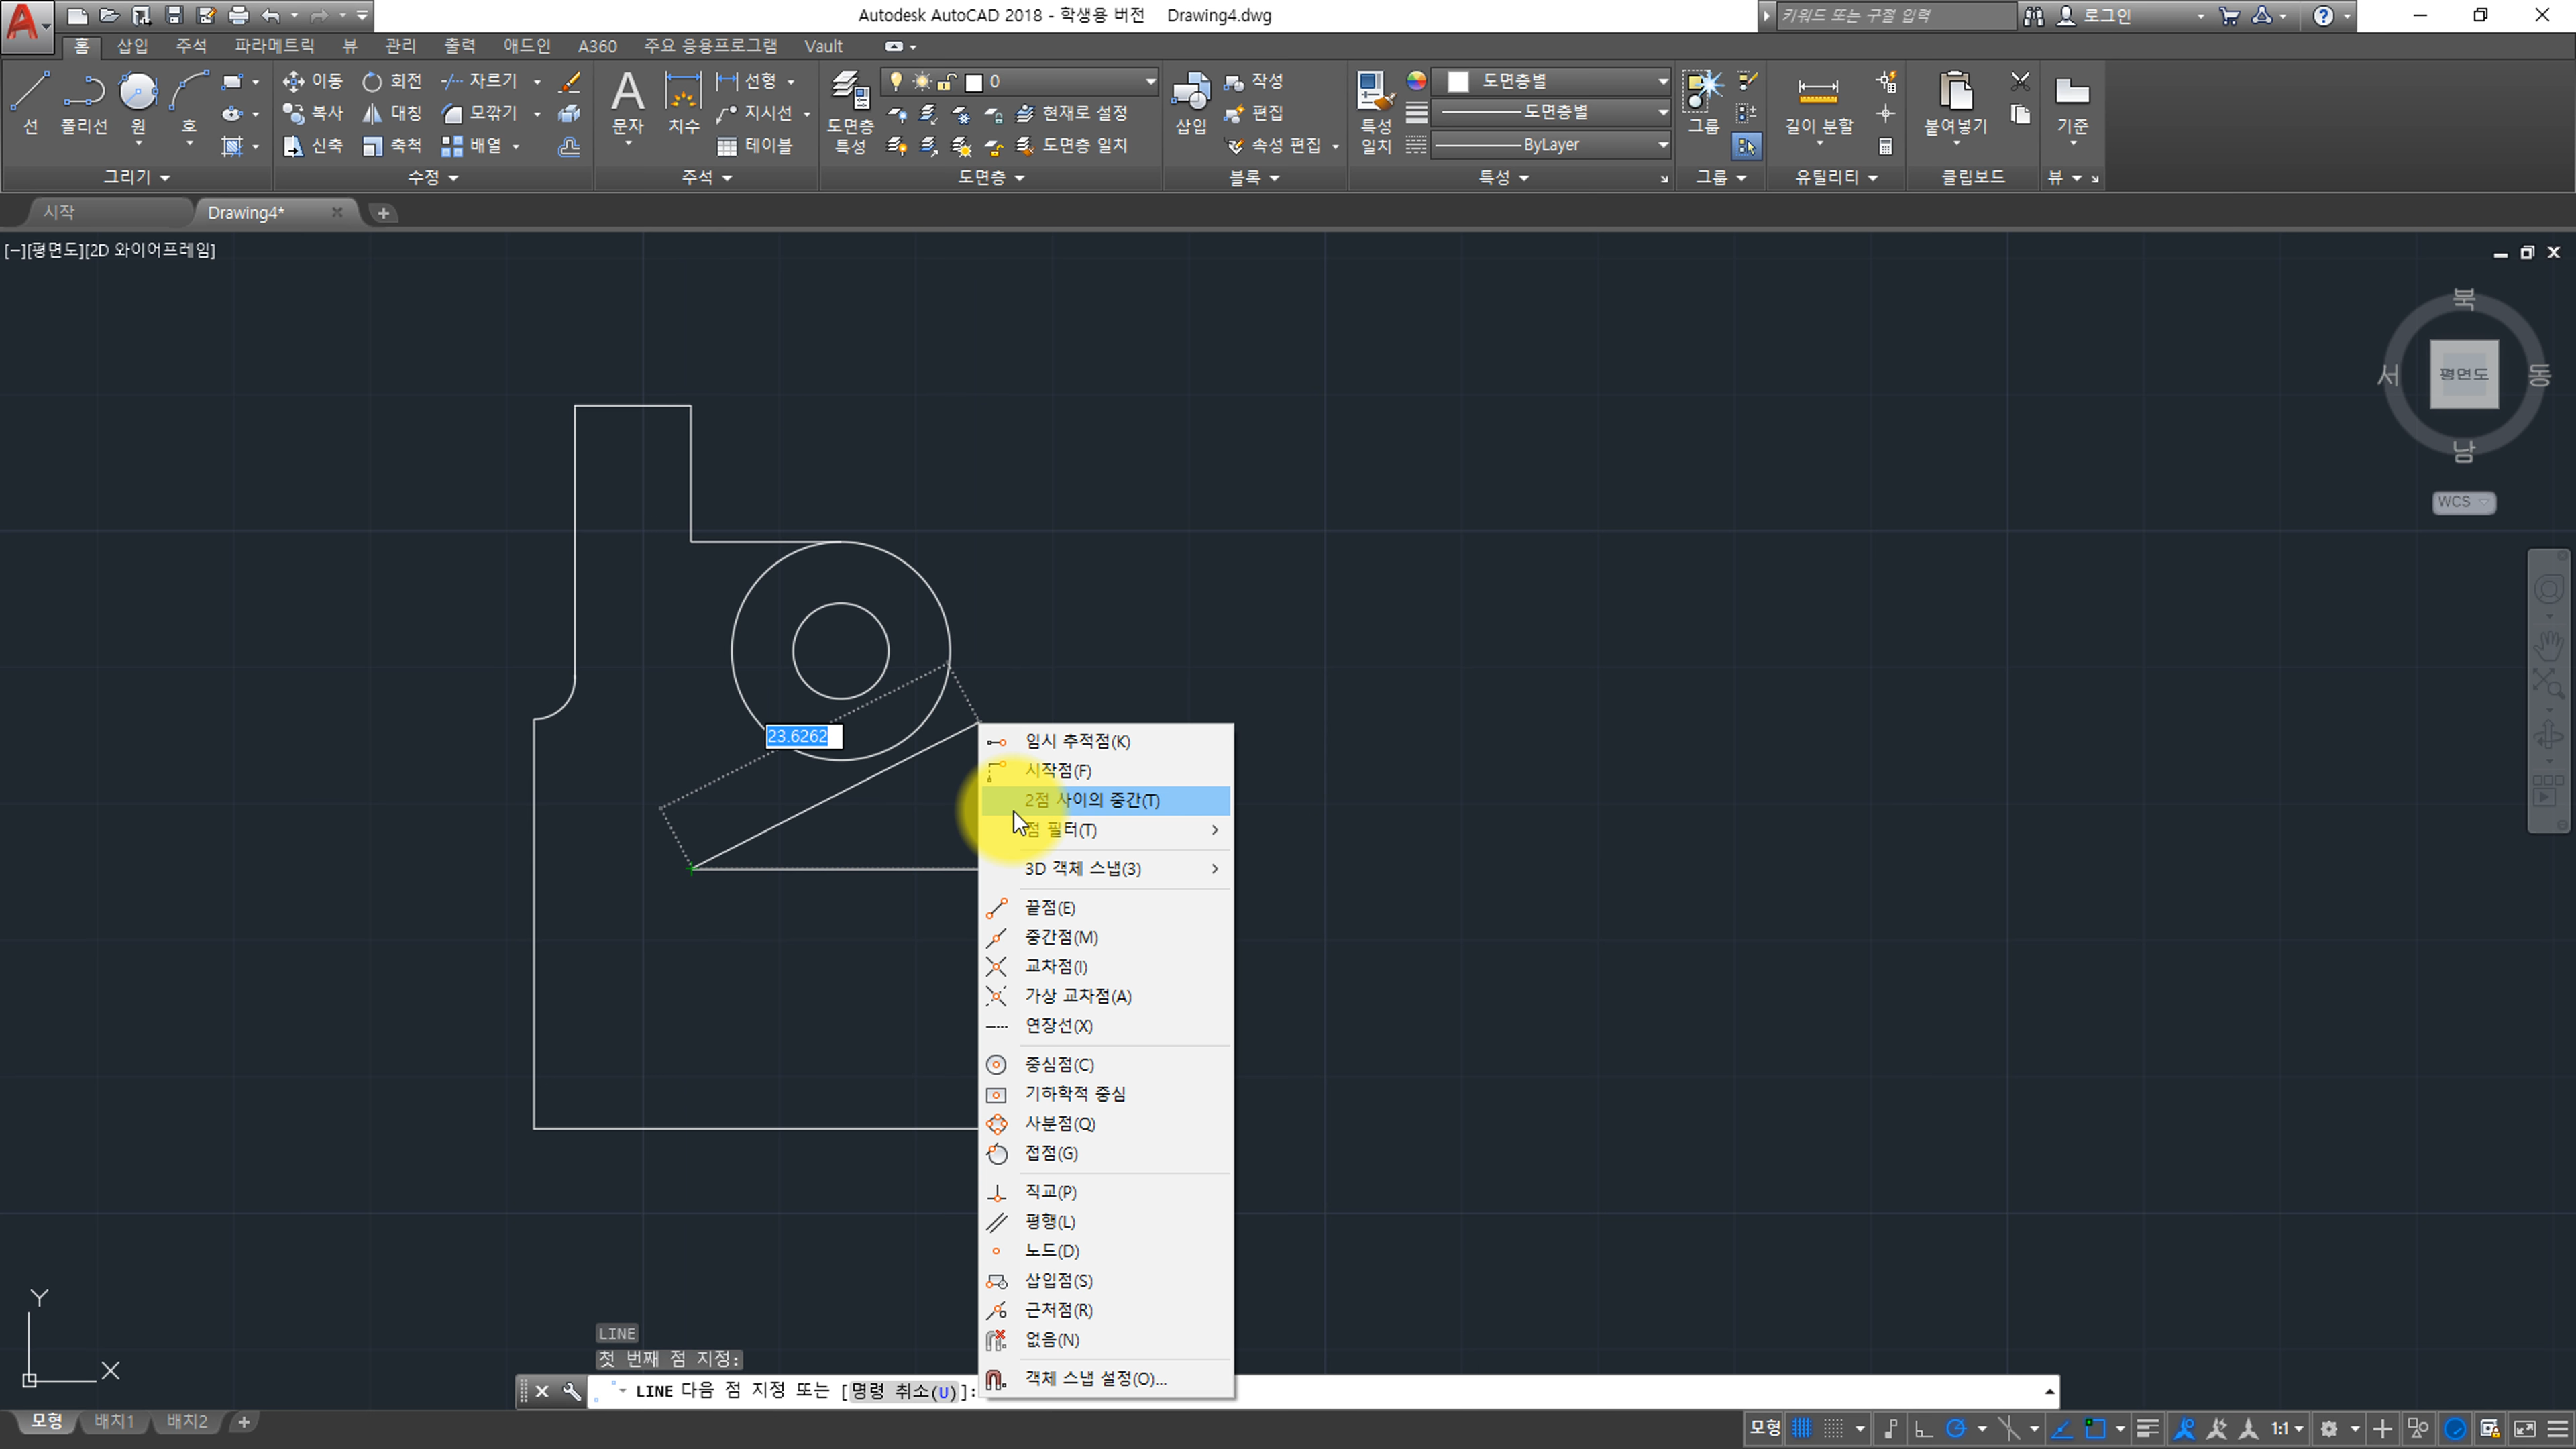 Autodesk AutoCAD 2018 - 학생용 버전 Drawing4.dwg
키워드 또는 구절 입력
로그인
홈 삽입 주석 파라메트릭 뷰 관리 출력 애드인 A360 주요 응용프로그램 Vault
선 폴리선 원 호
이동 회전 자르기
복사 대칭 모깎기
신축 축척 배열
문자 치수
선형
지시선
테이블
도면층 특성
0
현재로 설정
도면층 일치
삽입
작성
편집
속성 편집
특성 일치
도면층별
도면층별
ByLayer
그룹
길이 분할
붙여넣기
기준
그리기 수정 주석 도면층 블록 특성 그룹 유틸리티 클립보드 뷰
시작 Drawing4*
[-][평면도][2D 와이어프레임]
북
서 평면도 동
남
WCS
23.6262
임시 추적점(K)
시작점(F)
2점 사이의 중간(T)
점 필터(T)
3D 객체 스냅(3)
끝점(E)
중간점(M)
교차점(I)
가상 교차점(A)
연장선(X)
중심점(C)
기하학적 중심
사분점(Q)
접점(G)
직교(P)
평행(L)
노드(D)
삽입점(S)
근처점(R)
없음(N)
객체 스냅 설정(O)...
Y
X
LINE
첫 번째 점 지정:
LINE 다음 점 지정 또는 [명령 취소(U)]:
모형 배치1 배치2
모형
1:1